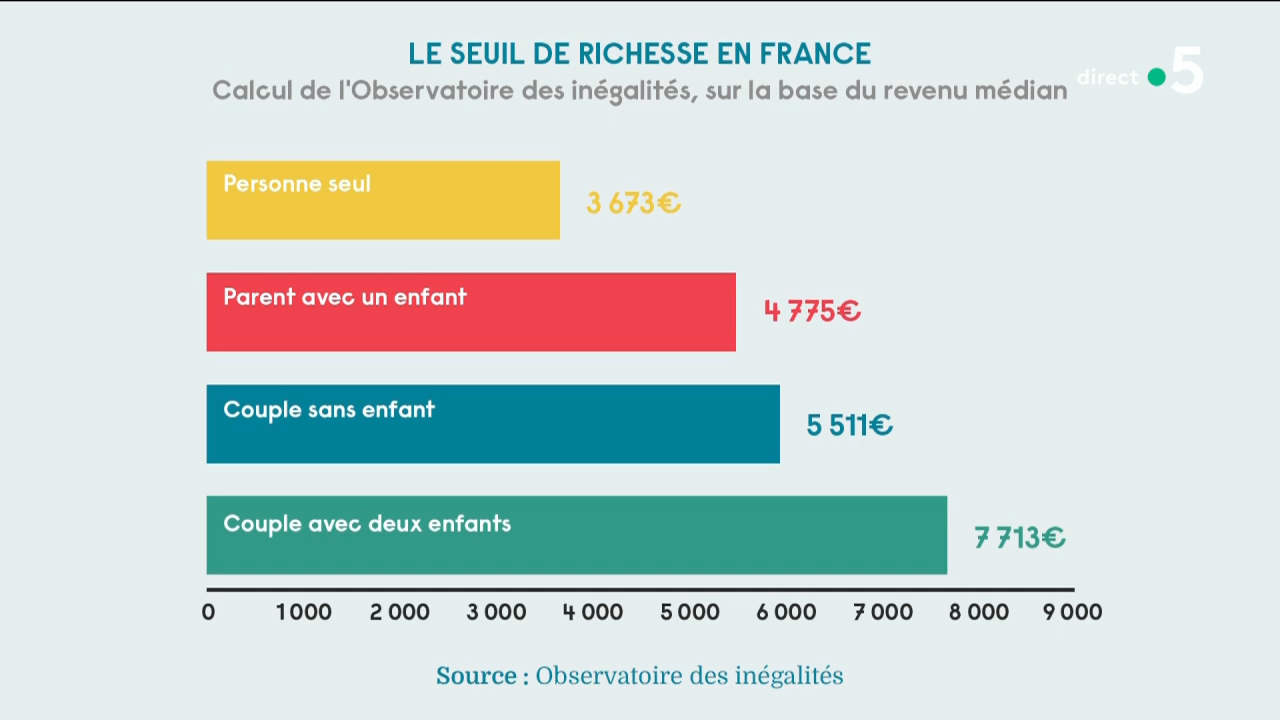 LE SEUIL DE RICHESSE EN FRANCE
Calcul de l'Observatoire des inégalités, sur la base du revenu médian
direct 5
Personne seul
3 673€
Parent avec un enfant
4 775€
Couple sans enfant
5 511€
Couple avec deux enfants
7 713€
0 1 000 2 000 3 000 4 000 5 000 6 000 7 000 8 000 9 000
Source : Observatoire des inégalités